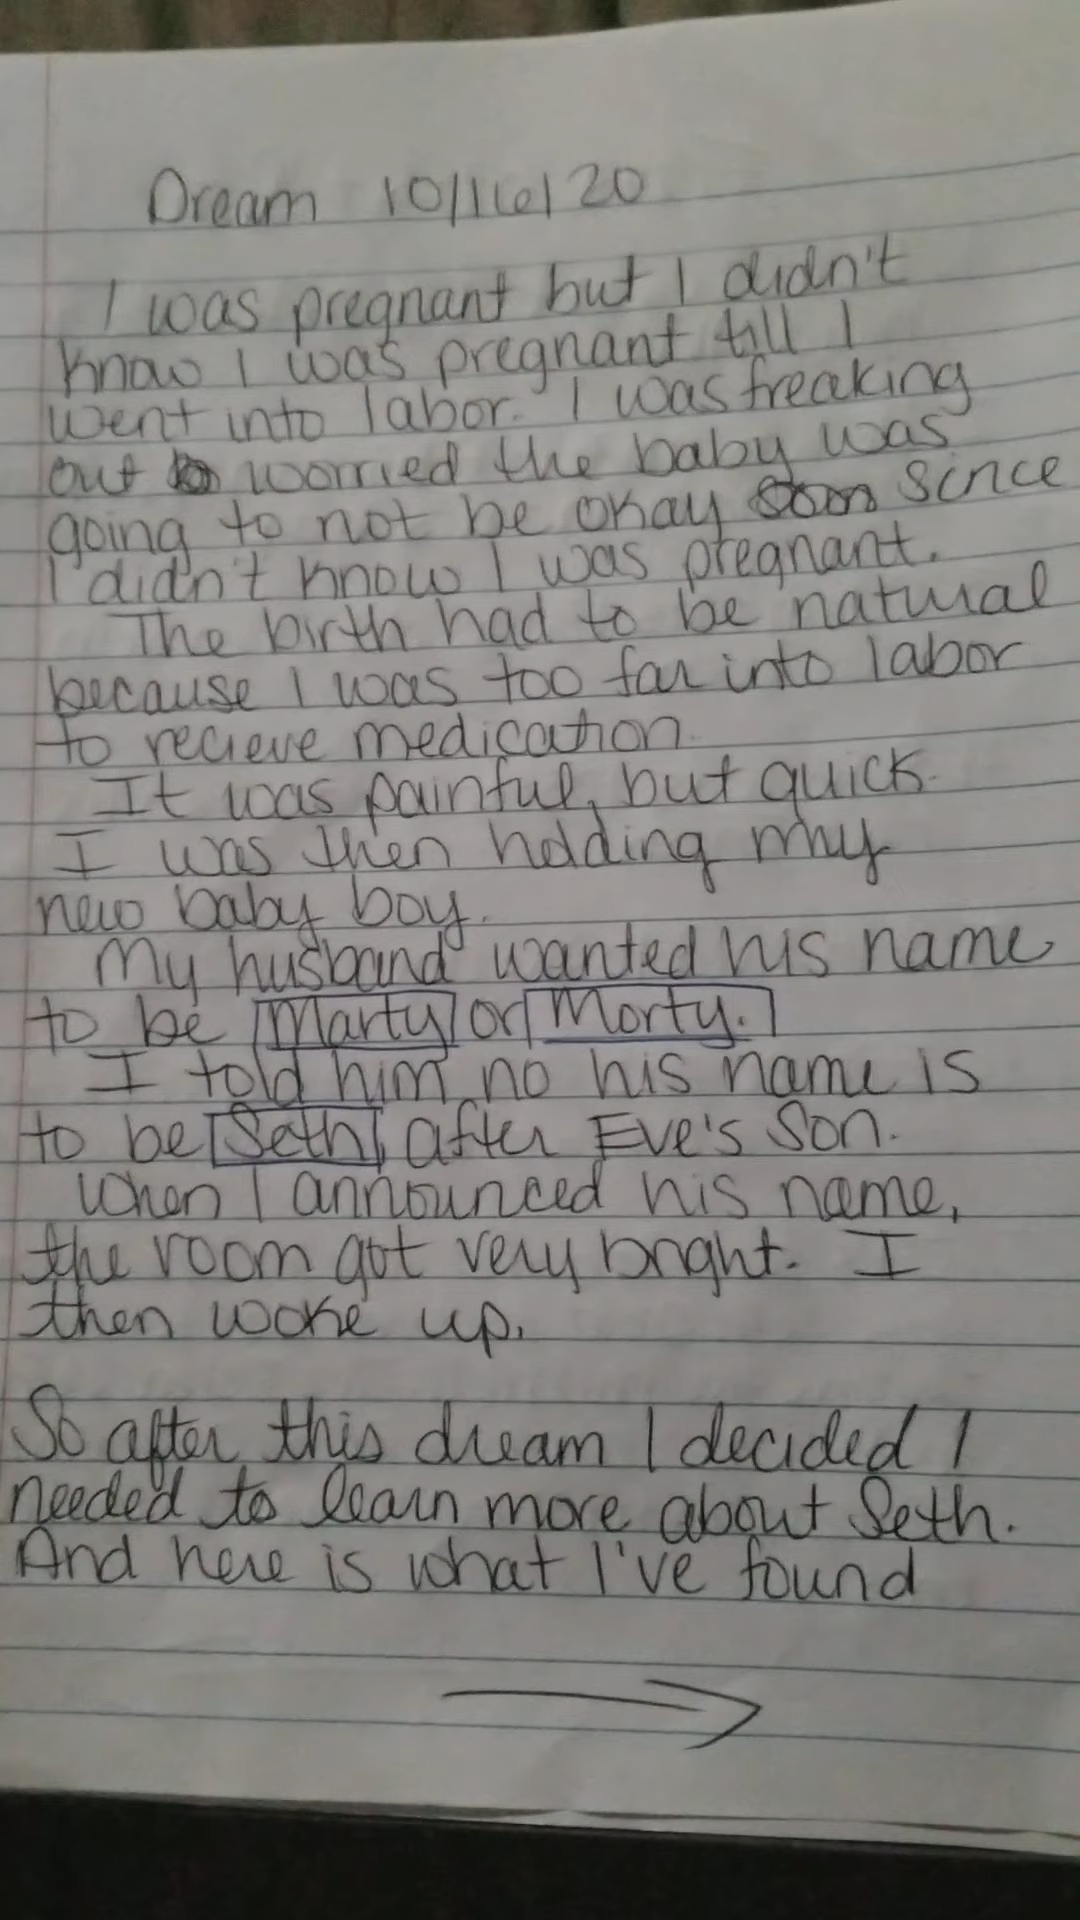 Dream 10/16/20
I was pregnant but I didn't
know I was pregnant till I
went into labor. I was freaking
out worried the baby was
going to not be okay since
I didn't know I was pregnant.
The birth had to be natural
because I was too far into labor
to recieve medication.
It was painful, but quick.
I was then holding my
new baby boy.
My husband wanted his name
to be Marty or Morty.
I told him no his name is
to be Seth, after Eve's son.
When I announced his name,
the room got very bright. I
then woke up.
So after this dream I decided I
needed to learn more about Seth.
And here is what I've found